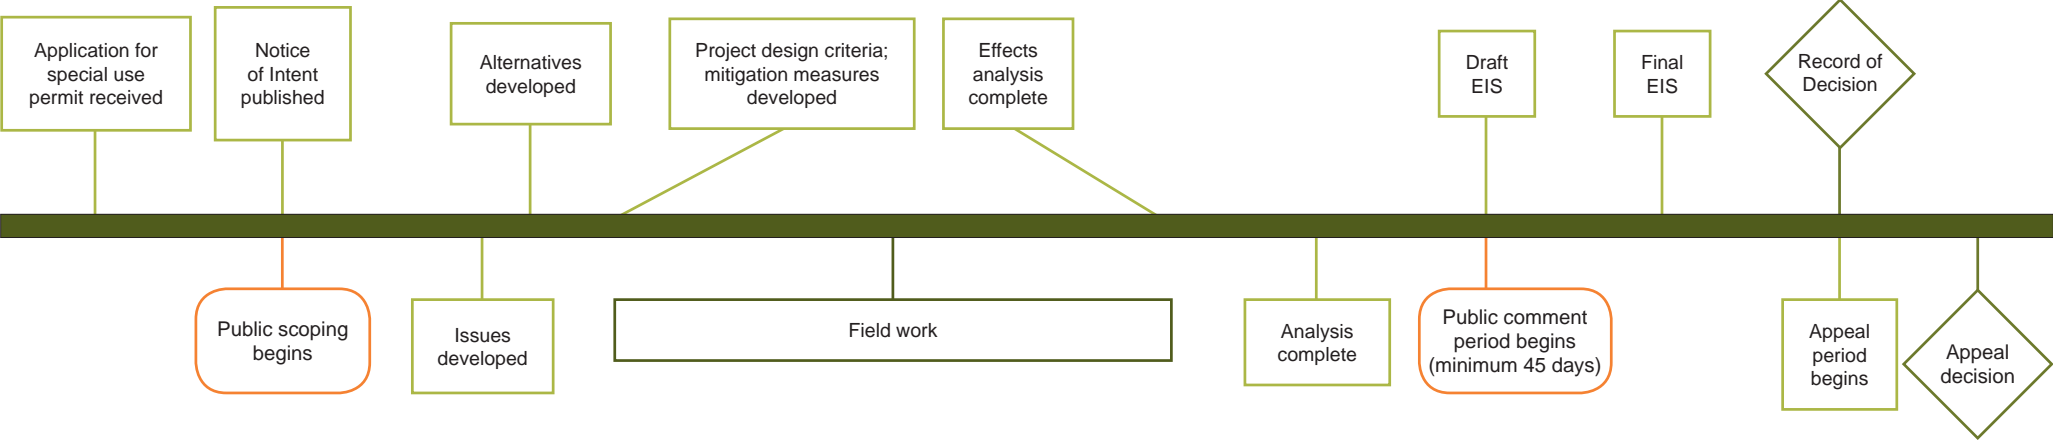 Application for
special use
permit received
Notice
of Intent
published
Alternatives
developed
Project design criteria;
mitigation measures
developed
Effects
analysis
complete
Draft
EIS
Final
EIS
Record of
Decision
Public scoping
begins
Issues
developed
Field work
Analysis
complete
Public comment
period begins
(minimum 45 days)
Appeal
period
begins
Appeal
decision